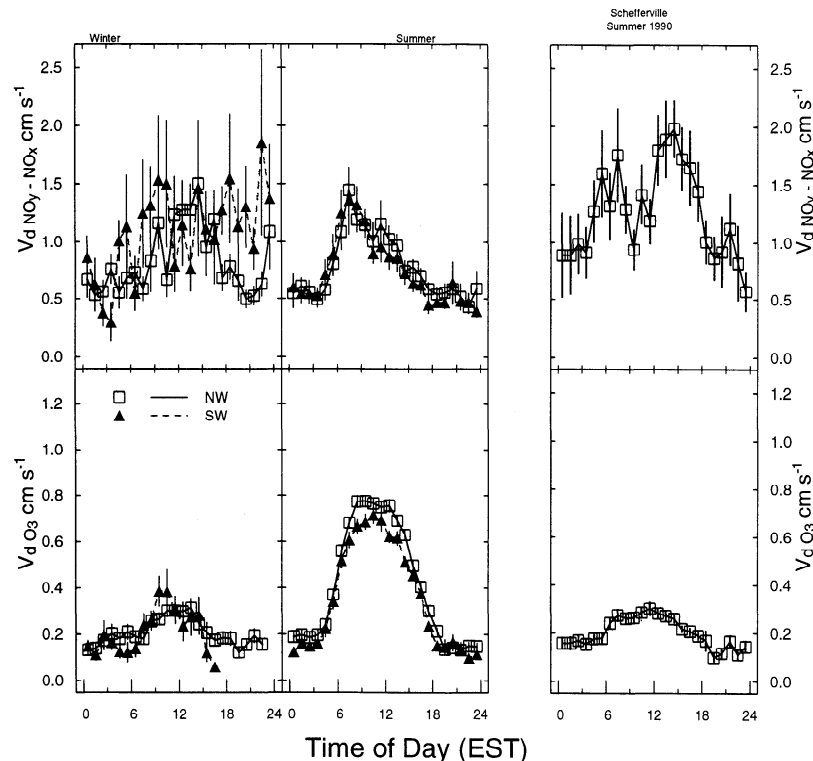 Schefferville
Summer 1990
Winter
Summer
2.5
2.0
1.5
1.0
0.5
0.0
Vd NOy - NOx cm s-1
2.5
2.0
1.5
1.0
0.5
0.0
Vd NOy - NOx cm s-1
NW
SW
1.2
1.0
0.8
0.6
0.4
0.2
0.0
Vd O3 cm s-1
1.2
1.0
0.8
0.6
0.4
0.2
0.0
Vd O3 cm s-1
0 6 12 18 24
0 6 12 18 24
0 6 12 18 24
Time of Day (EST)